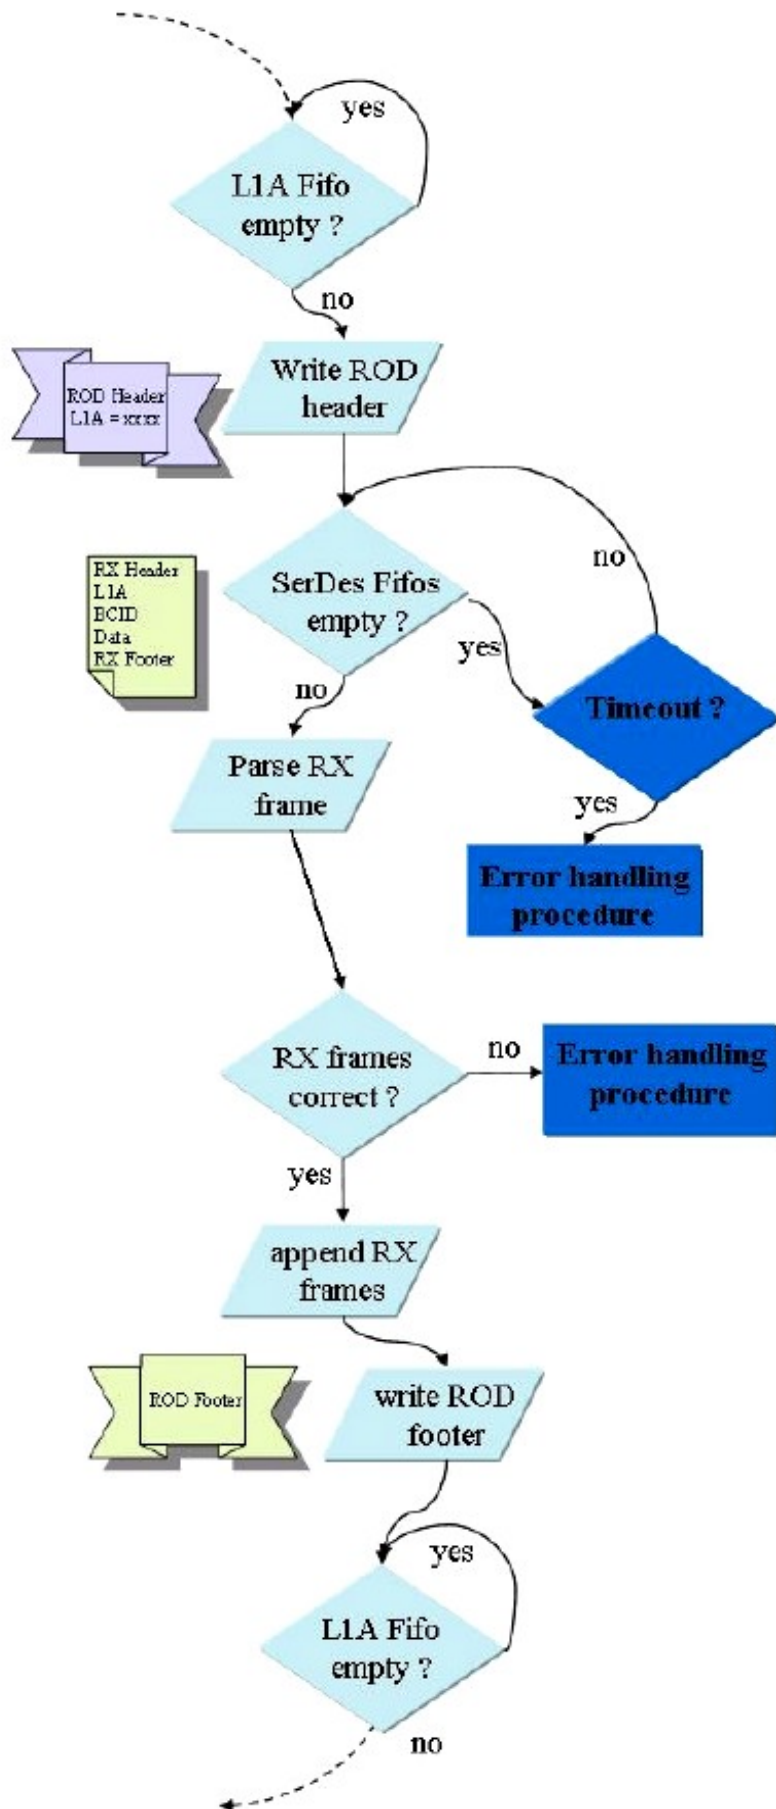 yes
L1A Fifo
empty ?
no
Write ROD
header
ROD Header
L1A = xxxx
no
RX Header
L1A
BCID
Data
RX Footer
SerDes Fifos
empty ?
yes
no
Timeout ?
Parse RX
frame
yes
Error handling
procedure
RX frames
correct ?
no
Error handling
procedure
yes
append RX
frames
ROD Footer
write ROD
footer
yes
L1A Fifo
empty ?
no